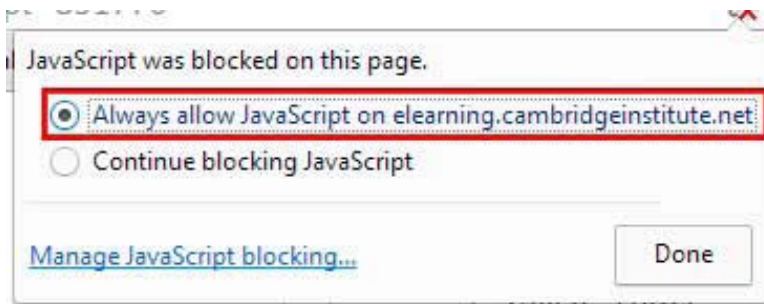 JavaScript was blocked on this page.
Always allow JavaScript on elearning.cambridgeinstitute.net
Continue blocking JavaScript
Manage JavaScript blocking...
Done